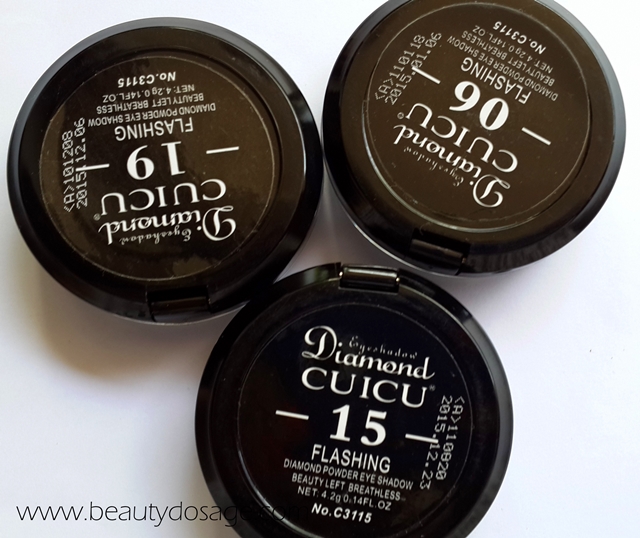 Eyeshadow
Diamond
CUICU®
— 19 —
FLASHING
DIAMOND POWDER EYE SHADOW
BEAUTY LEFT BREATHLESS
NET: 4.2g 0.14FL.OZ
No.C3115
<A>101208
2015.12.06
Eyeshadow
Diamond
CUICU®
— 06 —
FLASHING
DIAMOND POWDER EYE SHADOW
BEAUTY LEFT BREATHLESS
NET: 4.2g 0.14FL.OZ
No.C3115
<A>110118
2015.01.06
Eyeshadow
Diamond
CUICU®
— 15 —
FLASHING
DIAMOND POWDER EYE SHADOW
BEAUTY LEFT BREATHLESS
NET: 4.2g 0.14FL.OZ
No.C3115
<A>110820
2015.12.23